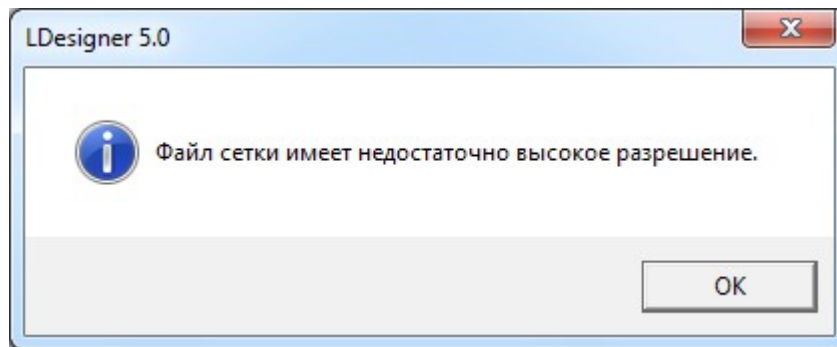 LDesigner 5.0
Файл сетки имеет недостаточно высокое разрешение.
OK